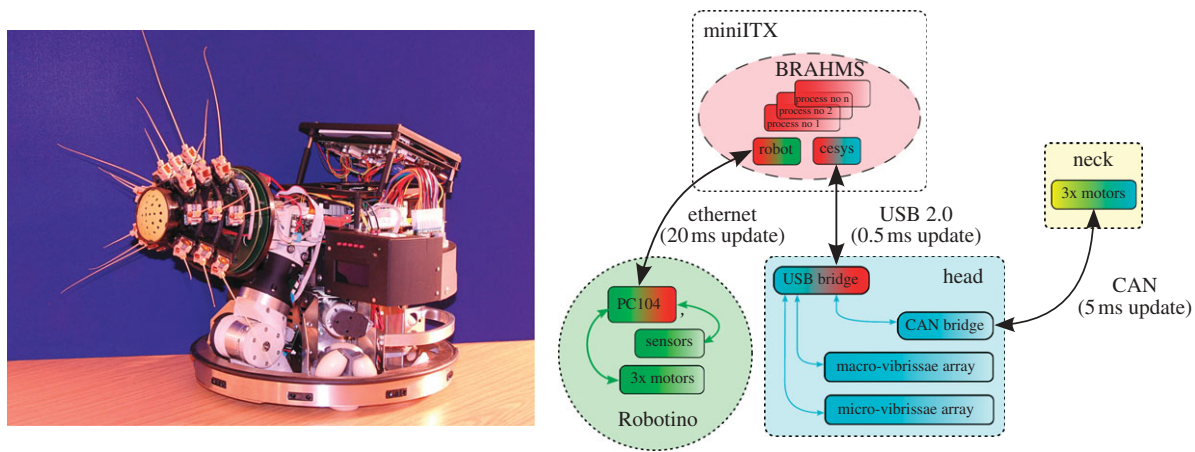 miniITX
BRAHMS
process no n
process no 2
process no 1
robot
cesys
neck
3x motors
ethernet
(20 ms update)
USB 2.0
(0.5 ms update)
CAN
(5 ms update)
USB bridge
head
CAN bridge
macro-vibrissae array
micro-vibrissae array
PC104
,
sensors
3x motors
Robotino